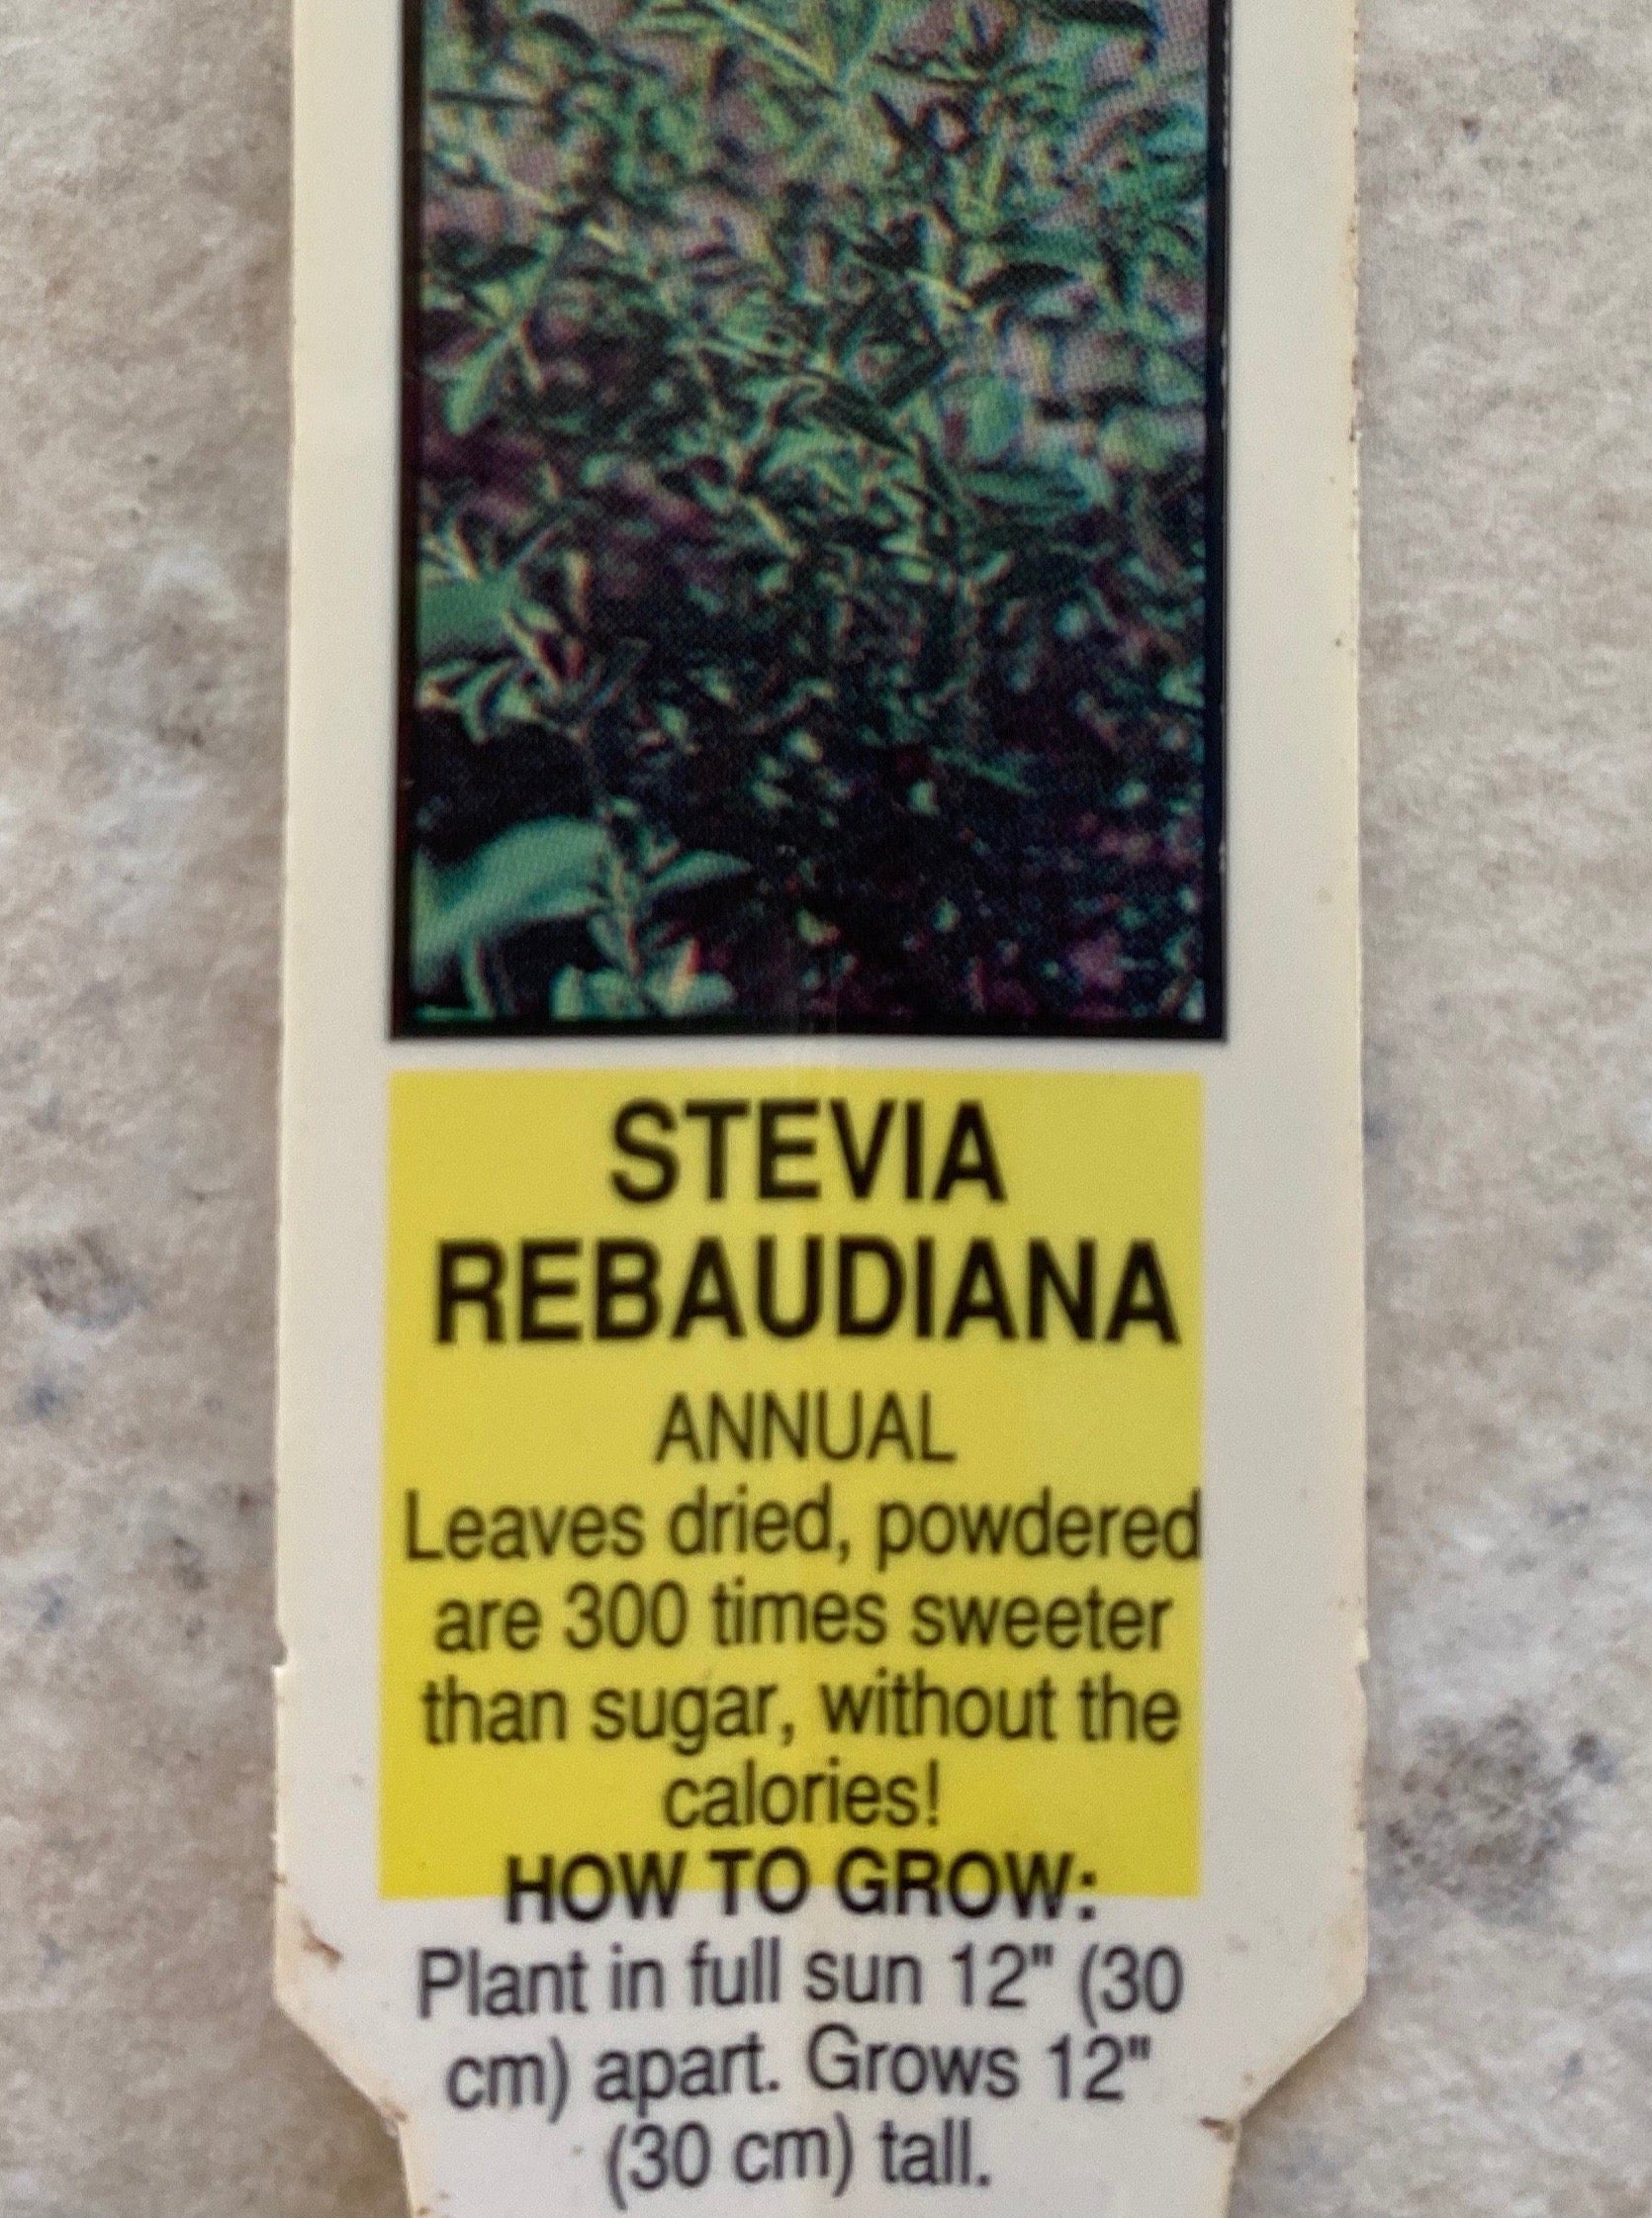 STEVIA
REBAUDIANA
ANNUAL
Leaves dried, powdered
are 300 times sweeter
than sugar, without the
calories!
HOW TO GROW:
Plant in full sun 12" (30
cm) apart. Grows 12"
(30 cm) tall.